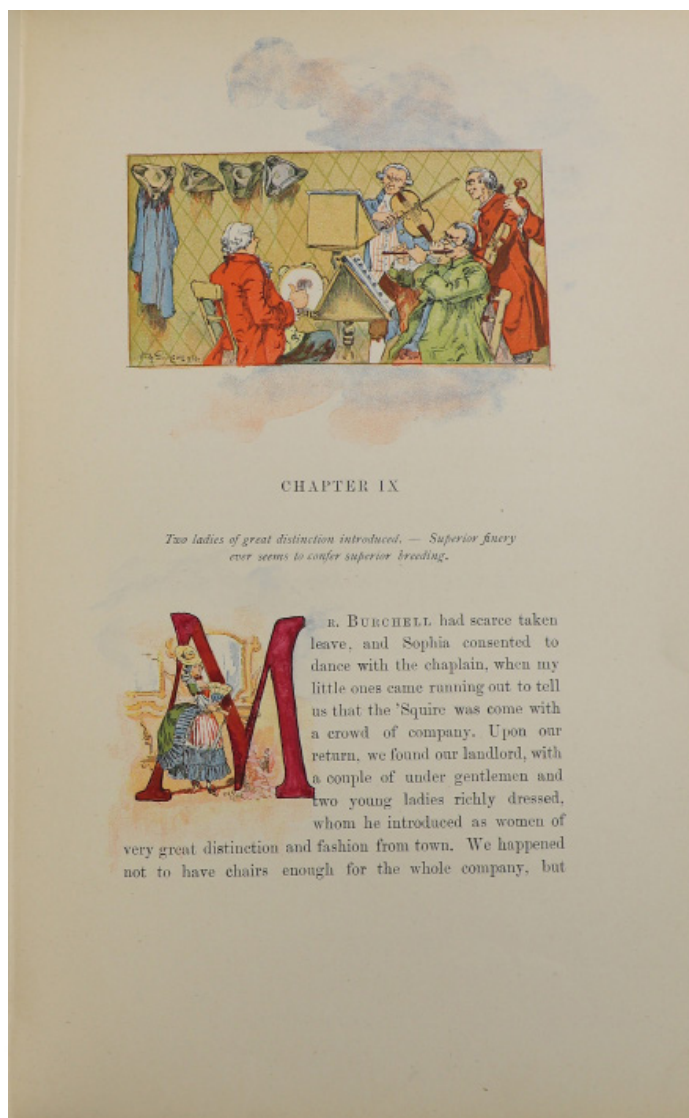 CHAPTER IX
Two ladies of great distinction introduced. — Superior finery
ever seems to confer superior breeding.
MR. BURCHELL had scarce taken
leave, and Sophia consented to
dance with the chaplain, when my
little ones came running out to tell
us that the 'Squire was come with
a crowd of company. Upon our
return, we found our landlord, with
a couple of under gentlemen and
two young ladies richly dressed,
whom he introduced as women of
very great distinction and fashion from town. We happened
not to have chairs enough for the whole company, but